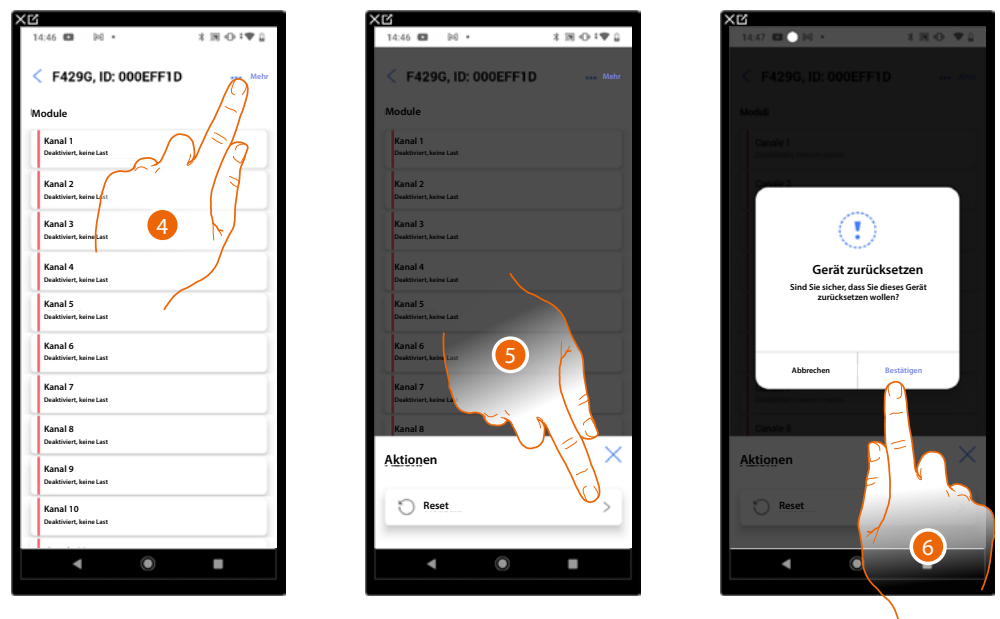 14:46
F429G, ID: 000EFF1D
Mehr
Module
Kanal 1
Deaktiviert, keine Last
Kanal 2
Deaktiviert, keine Last
Kanal 3
Deaktiviert, keine Last
Kanal 4
Deaktiviert, keine Last
Kanal 5
Deaktiviert, keine Last
Kanal 6
Deaktiviert, keine Last
Kanal 7
Deaktiviert, keine Last
Kanal 8
Deaktiviert, keine Last
Kanal 9
Deaktiviert, keine Last
Kanal 10
Deaktiviert, keine Last
4
14:46
F429G, ID: 000EFF1D
Mehr
Module
Kanal 1
Deaktiviert, keine Last
Kanal 2
Deaktiviert, keine Last
Kanal 3
Deaktiviert, keine Last
Kanal 4
Deaktiviert, keine Last
Kanal 5
Deaktiviert, keine Last
Kanal 6
Deaktiviert, keine Last
Kanal 7
Deaktiviert, keine
Kanal 8
5
Aktionen
Reset
14:47
F429G, ID: 000EFF1D
Moduli
Canale 1
Gerät zurücksetzen
Sind Sie sicher, dass Sie dieses Gerät
zurücksetzen wollen?
Abbrechen
Bestätigen
Canale 8
Aktionen
Reset
6